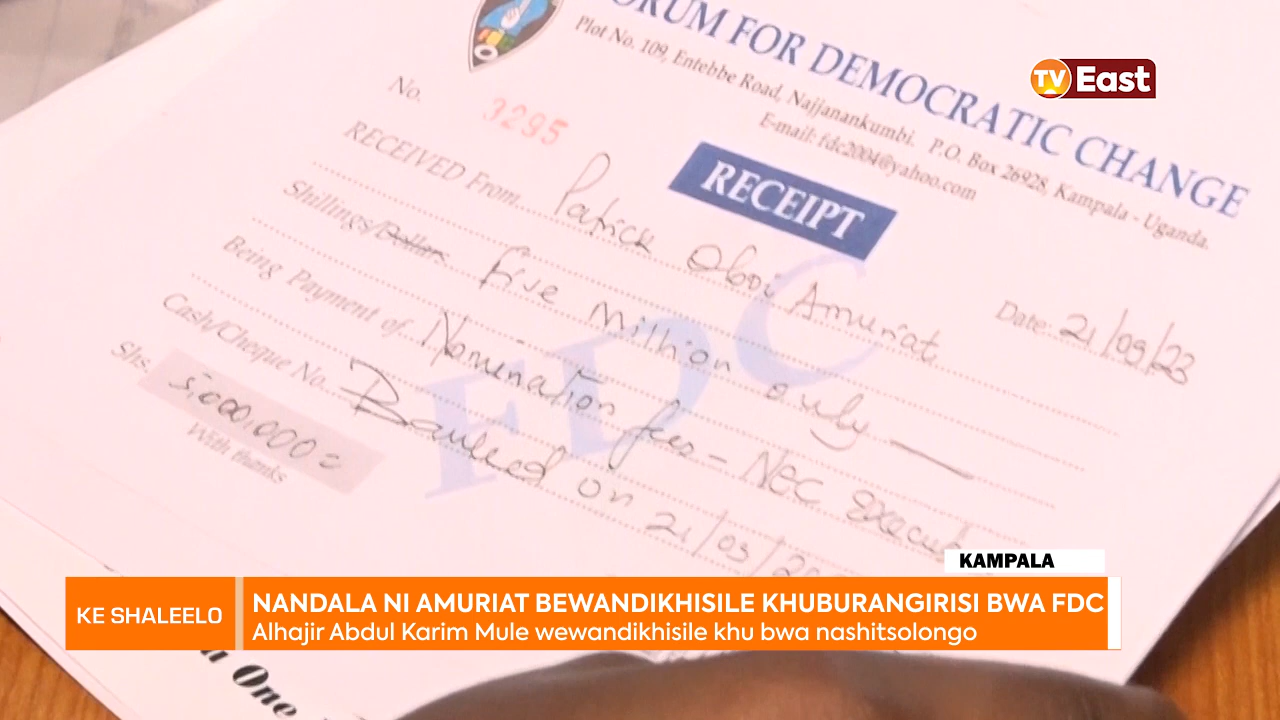 FORUM FOR DEMOCRATIC CHANGE
Plot No. 109, Entebbe Road, Najjanankumbi. P.O. Box 26928, Kampala - Uganda.
E-mail: fdc2004@yahoo.com
TV East
No. 3295
RECEIPT
Date: 21/09/23
RECEIVED From Patrick Oboi Amuriat
Shillings/Dollar Five Million only
Being Payment of Nomination fees - NEC
Cash/Cheque No. Banked on 21/09/
Shs. 5,000,000=
With thanks
FDC
KAMPALA
KE SHALEELO
NANDALA NI AMURIAT BEWANDIKHISILE KHUBURANGIRISI BWA FDC
Alhajir Abdul Karim Mule wewandikhisile khu bwa nashitsolongo
One